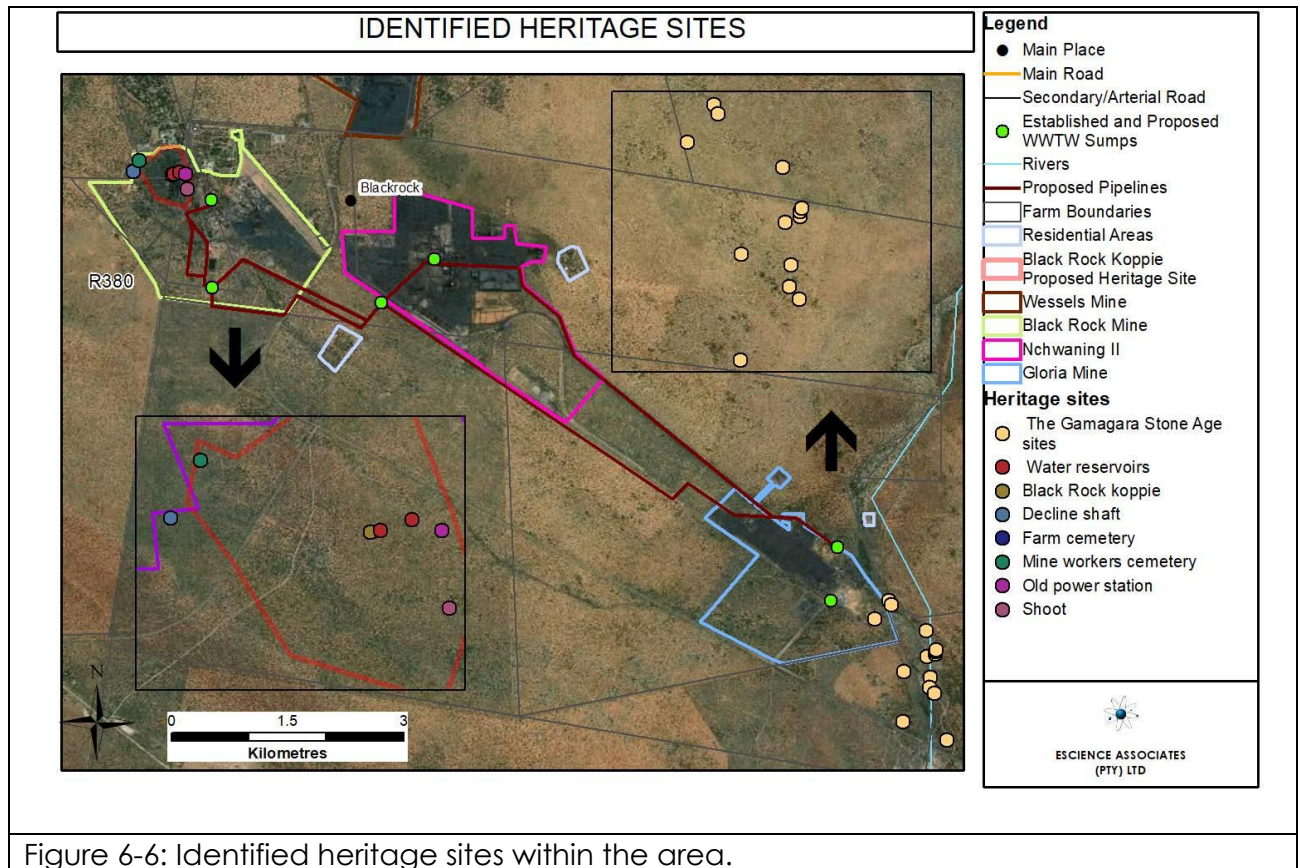 IDENTIFIED HERITAGE SITES
Blackrock
R380
N
0 1.5 3
Kilometres
Legend
Main Place
Main Road
Secondary/Arterial Road
Established and Proposed
WWTW Sumps
Rivers
Proposed Pipelines
Farm Boundaries
Residential Areas
Black Rock Koppie
Proposed Heritage Site
Wessels Mine
Black Rock Mine
Nchwaning II
Gloria Mine
Heritage sites
The Gamagara Stone Age
sites
Water reservoirs
Black Rock koppie
Decline shaft
Farm cemetery
Mine workers cemetery
Old power station
Shoot
ESCIENCE ASSOCIATES
(PTY) LTD
Figure 6-6: Identified heritage sites within the area.